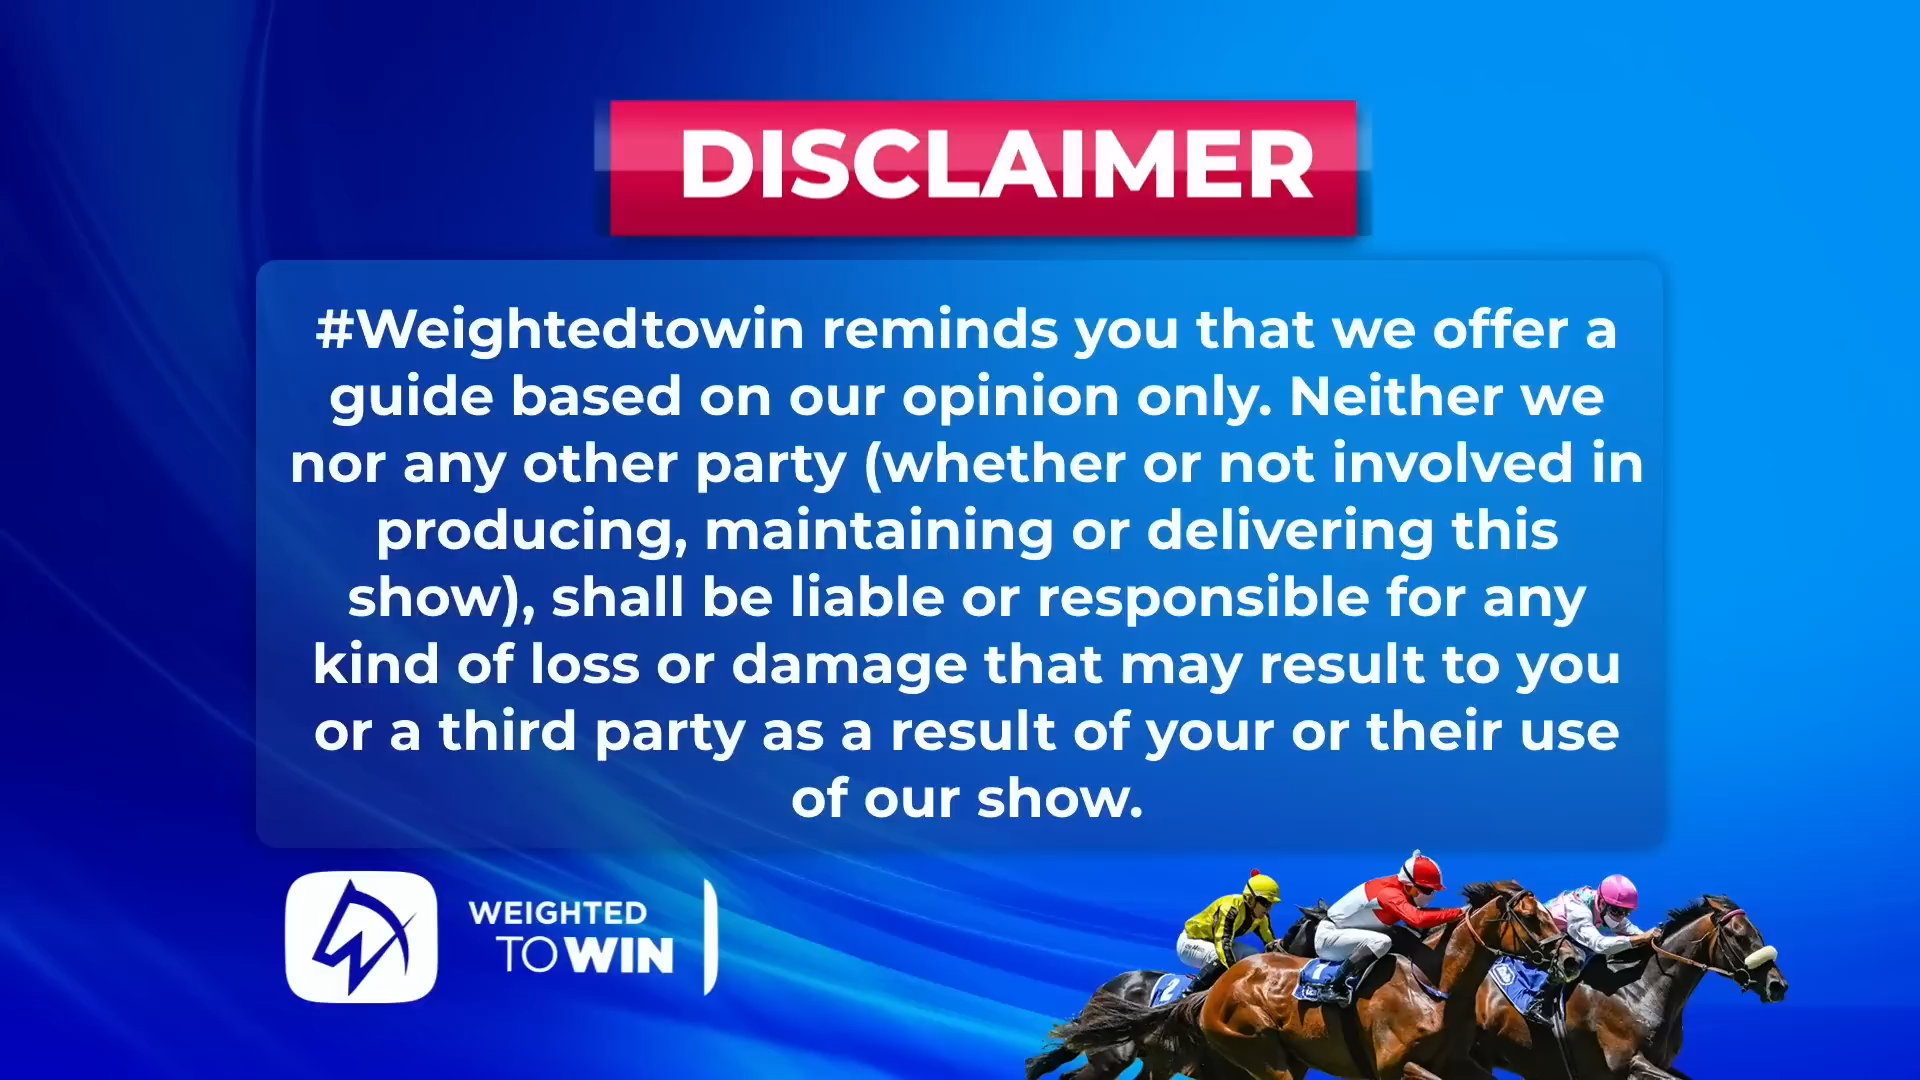 DISCLAIMER
#Weightedtowin reminds you that we offer a
guide based on our opinion only. Neither we
nor any other party (whether or not involved in
producing, maintaining or delivering this
show), shall be liable or responsible for any
kind of loss or damage that may result to you
or a third party as a result of your or their use
of our show.
WEIGHTED
TO WIN
2